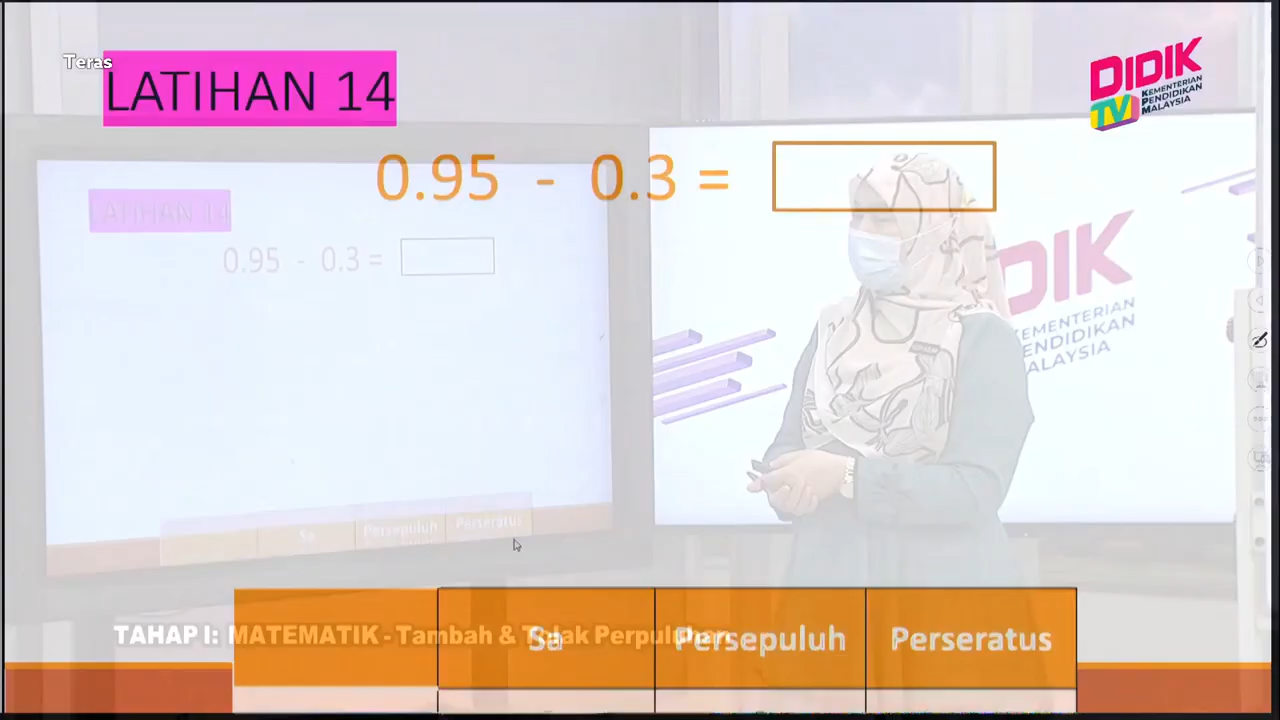 Teras
LATIHAN 14
DIDIK
TV
KEMENTERIAN
PENDIDIKAN
MALAYSIA
0.95 - 0.3 =
LATIHAN 14
0.95 - 0.3 =
DIDIK
KEMENTERIAN
PENDIDIKAN
MALAYSIA
Sa Persepuluh Perseratus
TAHAP I: MATEMATIK - Tambah & Tolak Perpuluhan
Sa Persepuluh Perseratus